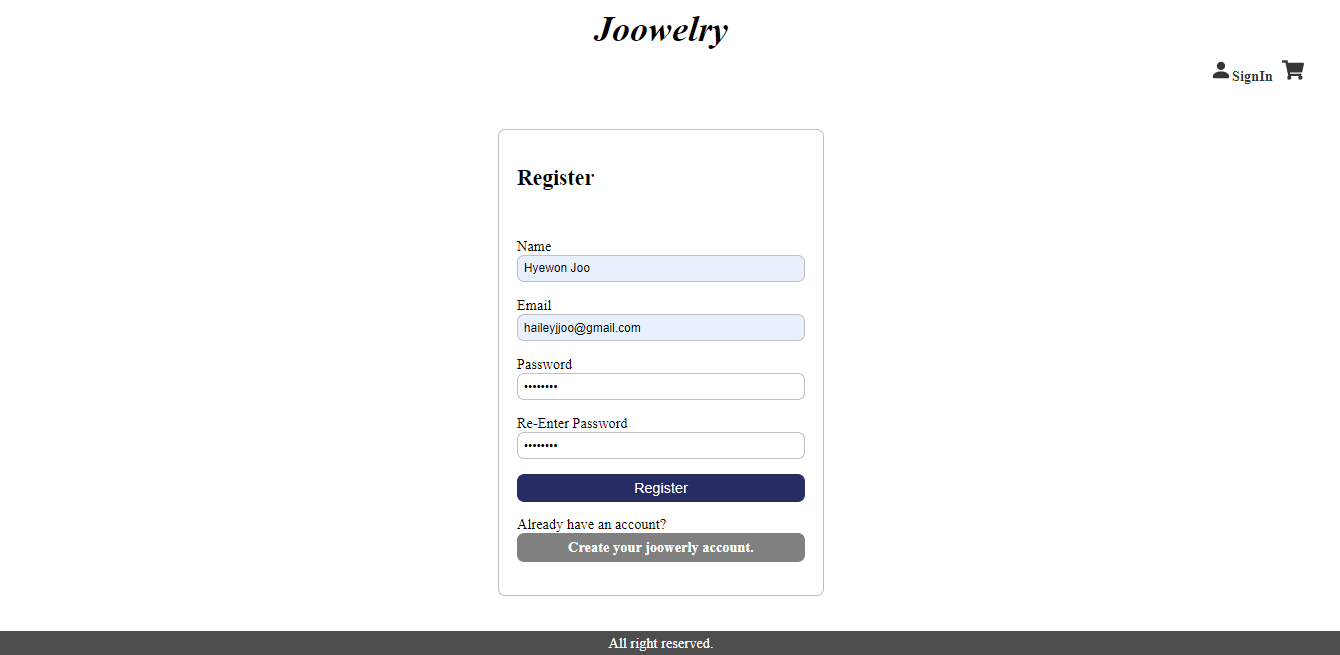 Joowelry
SignIn
Register
Name
Hyewon Joo
Email
haileyjjoo@gmail.com
Password
••••••••
Re-Enter Password
••••••••
Register
Already have an account?
Create your joowerly account.
All right reserved.